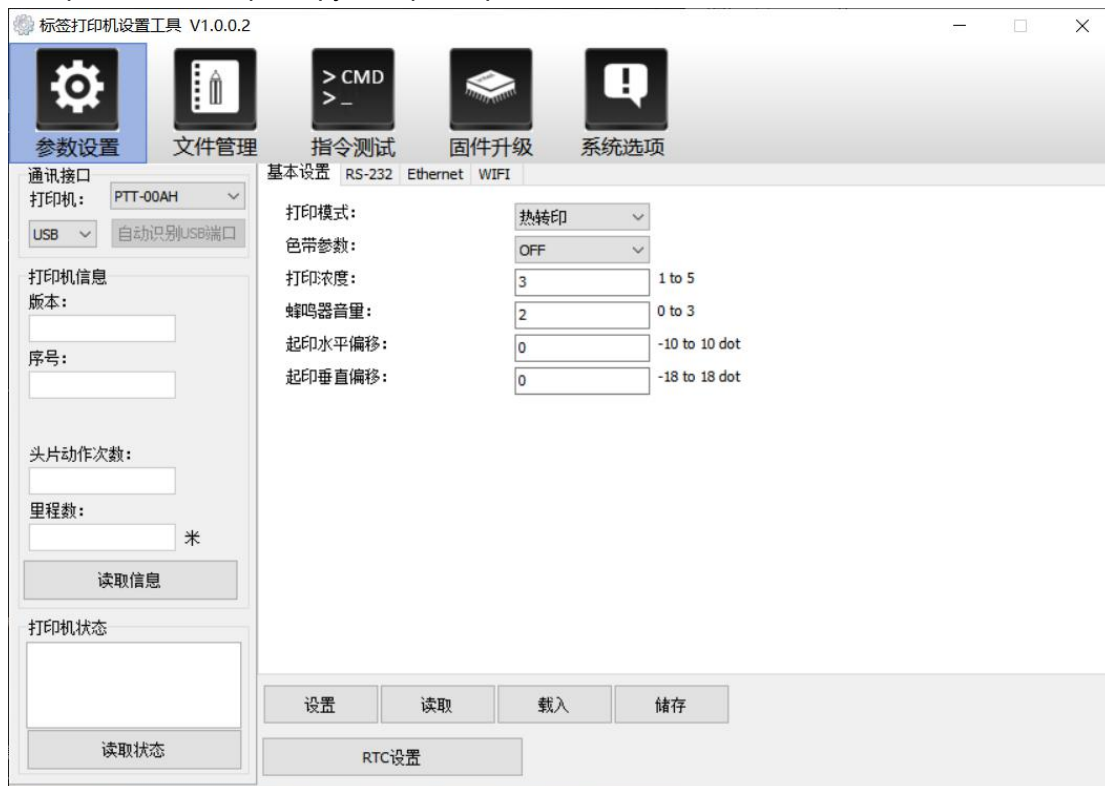 标签打印机设置工具 V1.0.0.2
> CMD
> _
参数设置
文件管理
指令测试
固件升级
系统选项
通讯接口
打印机: PTT-00AH
USB 自动识别USB端口
打印机信息
版本:
序号:
头片动作次数:
里程数:
米
读取信息
打印机状态
读取状态
基本设置 RS-232 Ethernet WIFI
打印模式: 热转印
色带参数: OFF
打印浓度: 3 1 to 5
蜂鸣器音量: 2 0 to 3
起印水平偏移: 0 -10 to 10 dot
起印垂直偏移: 0 -18 to 18 dot
设置 读取 载入 储存
RTC设置